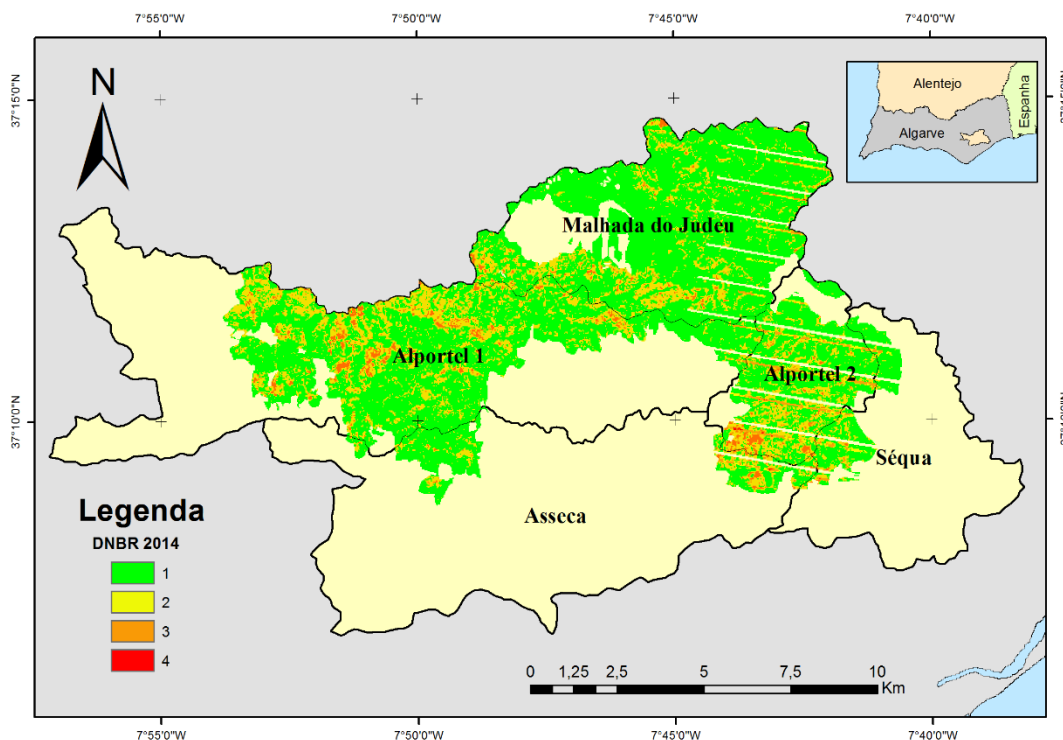 7°55'0"W 7°50'0"W 7°45'0"W 7°40'0"W
37°15'0"N
N
Alentejo
Espanha
Algarve
Malhada do Judeu
Alportel 1
Alportel 2
37°10'0"N
Séqua
Asseca
Legenda
DNBR 2014
1
2
3
4
0 1,25 2,5 5 7,5 10
Km
7°55'0"W 7°50'0"W 7°45'0"W 7°40'0"W